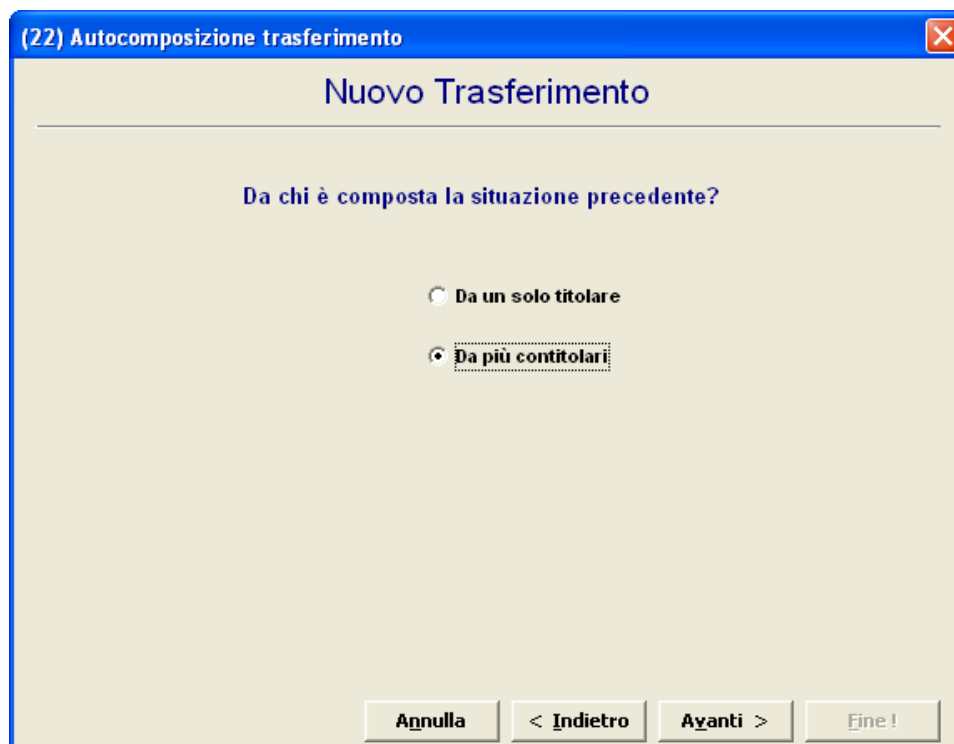 (22) Autocomposizione trasferimento
Nuovo Trasferimento
Da chi è composta la situazione precedente?
Da un solo titolare
Da più contitolari
Annulla < Indietro Avanti > Fine !